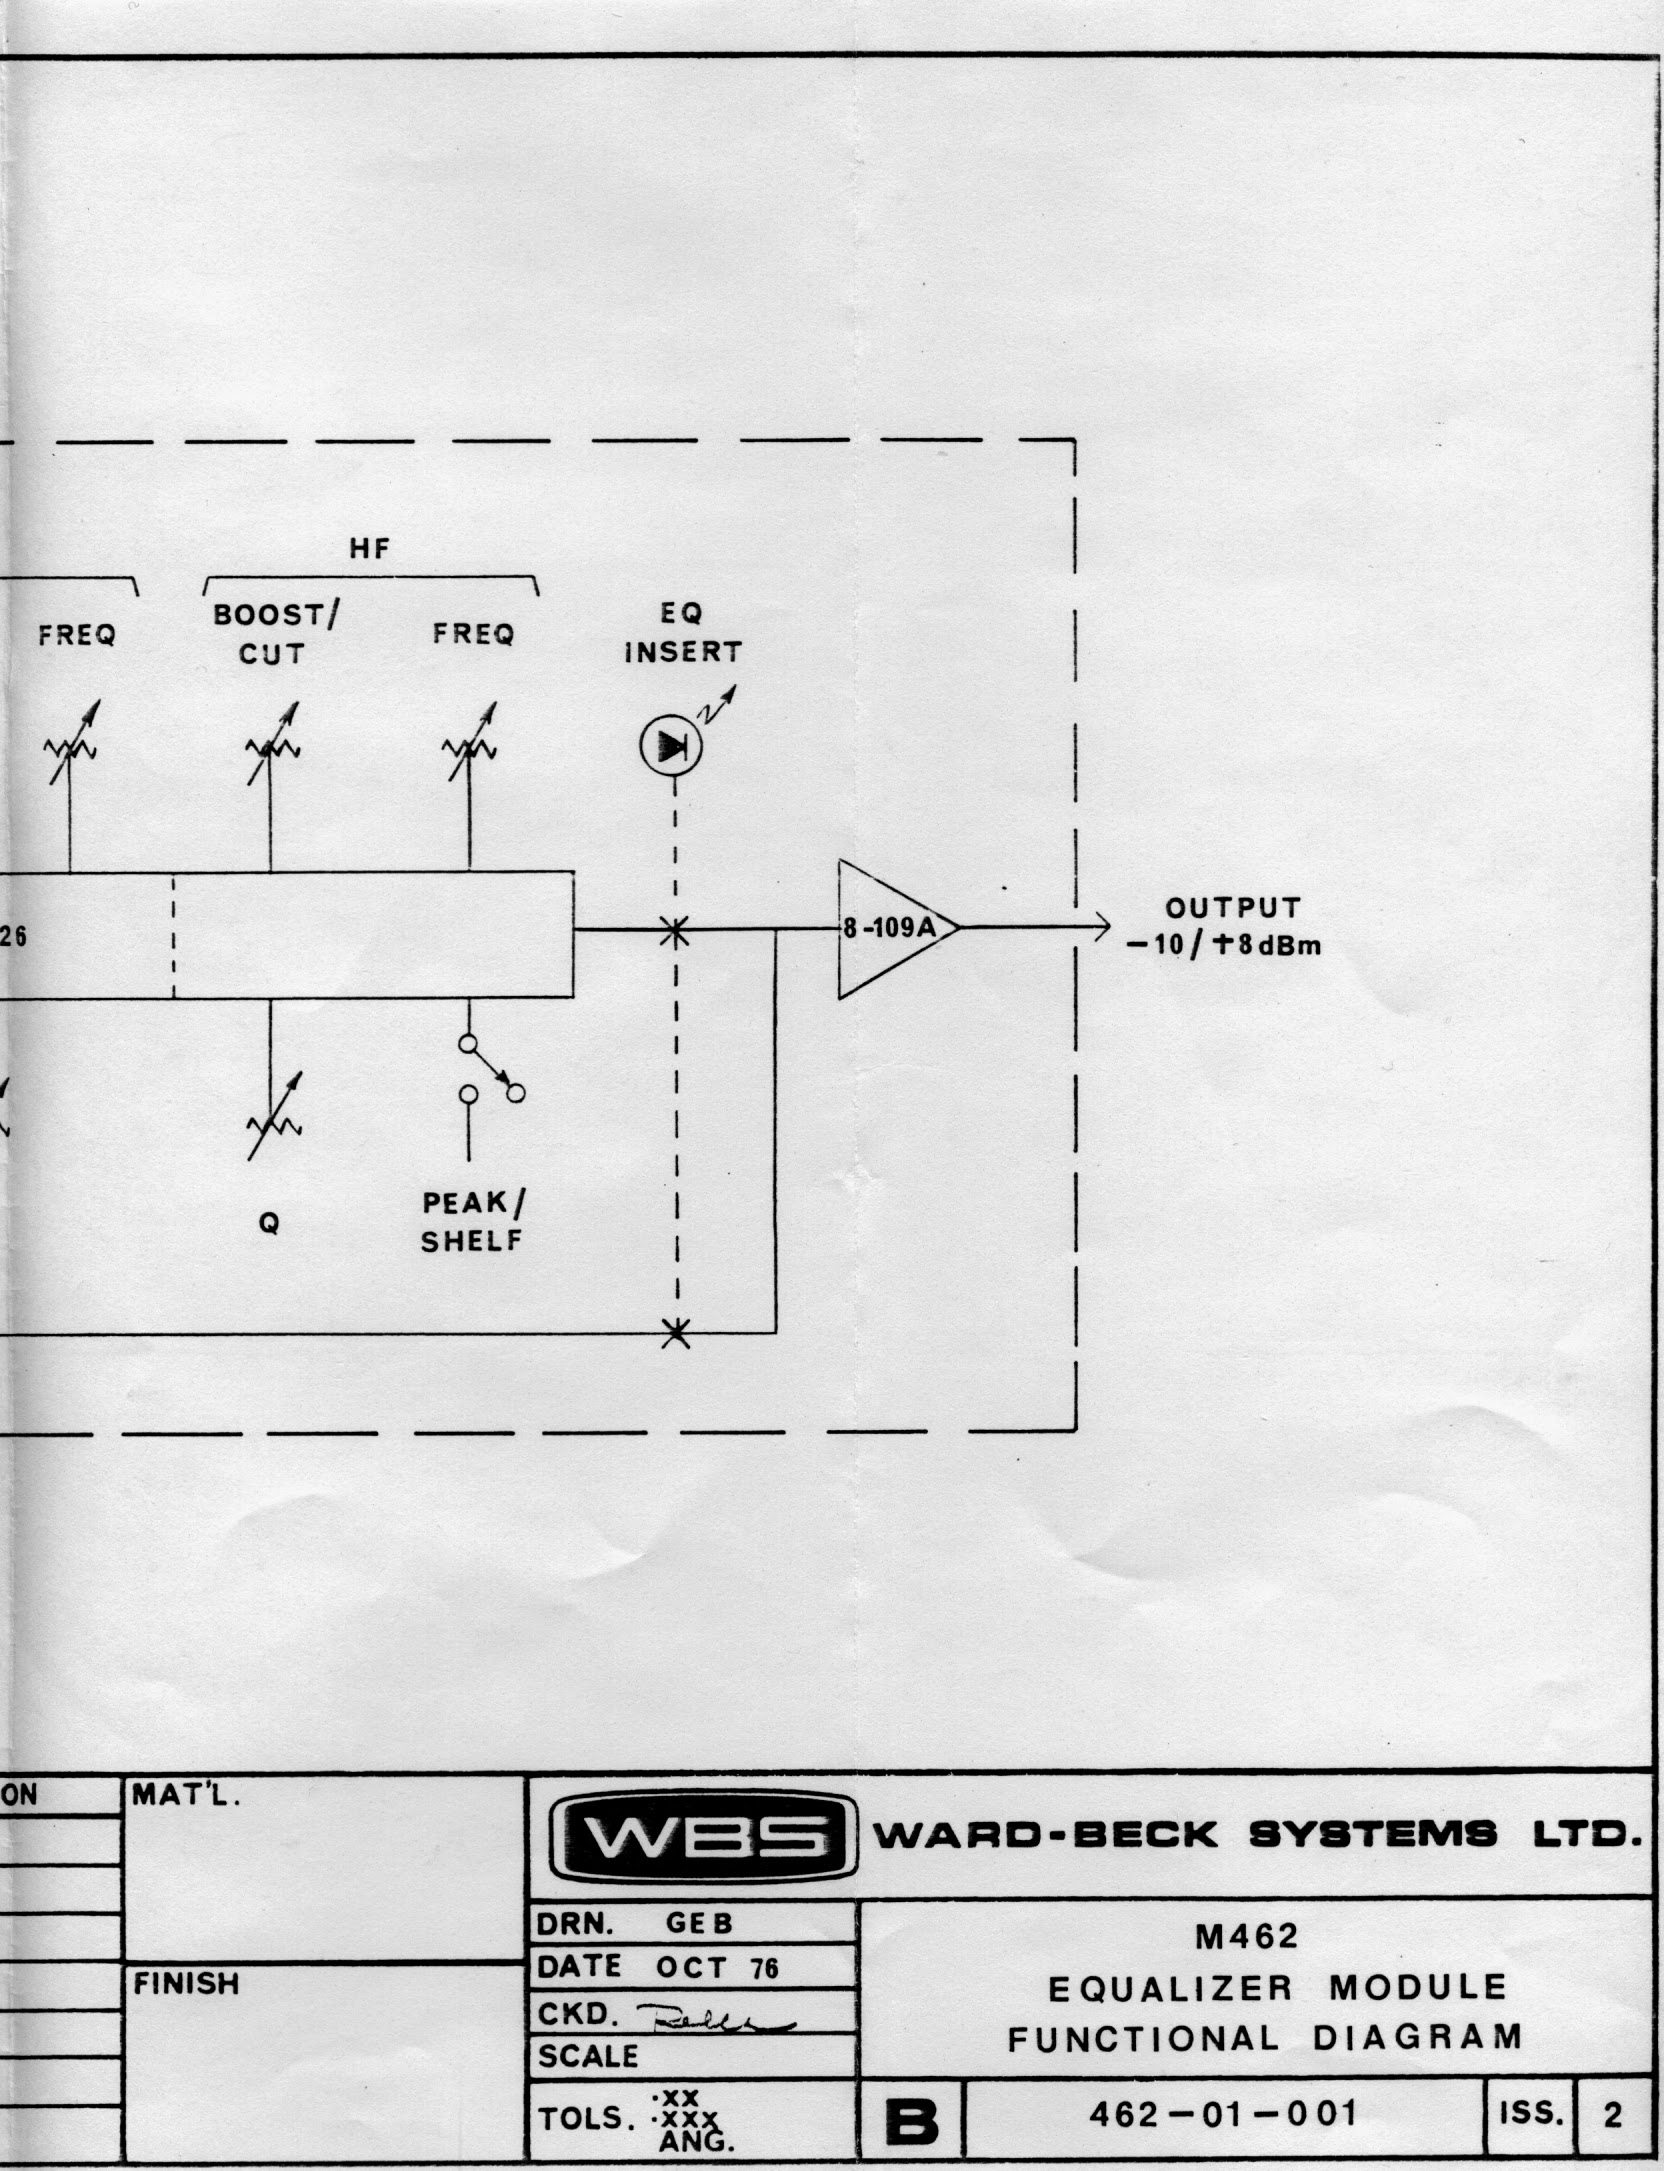 HF
FREQ
BOOST/
CUT
FREQ
EQ
INSERT
26
8-109A
OUTPUT
-10/+8dBm
Q
PEAK/
SHELF
ON
MAT'L.
FINISH
WBS
WARD-BECK SYSTEMS LTD.
DRN. GEB
DATE OCT 76
CKD.
SCALE
TOLS. .XX
.XXX
ANG.
M462
EQUALIZER MODULE
FUNCTIONAL DIAGRAM
B
462-01-001
ISS. 2